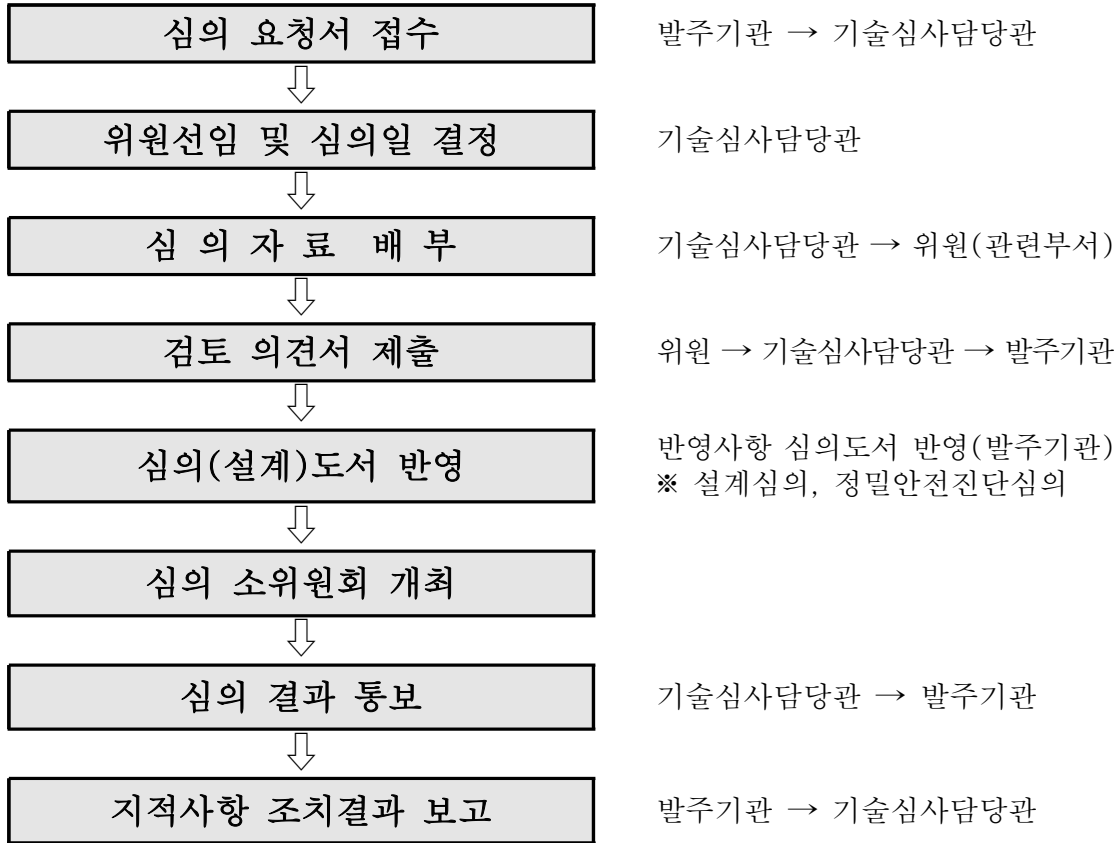 심의 요청서 접수
발주기관 → 기술심사담당관
위원선임 및 심의일 결정
기술심사담당관
심 의 자 료 배 부
기술심사담당관 → 위원(관련부서)
검토 의견서 제출
위원 → 기술심사담당관 → 발주기관
심의(설계)도서 반영
반영사항 심의도서 반영(발주기관)
※ 설계심의, 정밀안전진단심의
심의 소위원회 개최
심의 결과 통보
기술심사담당관 → 발주기관
지적사항 조치결과 보고
발주기관 → 기술심사담당관